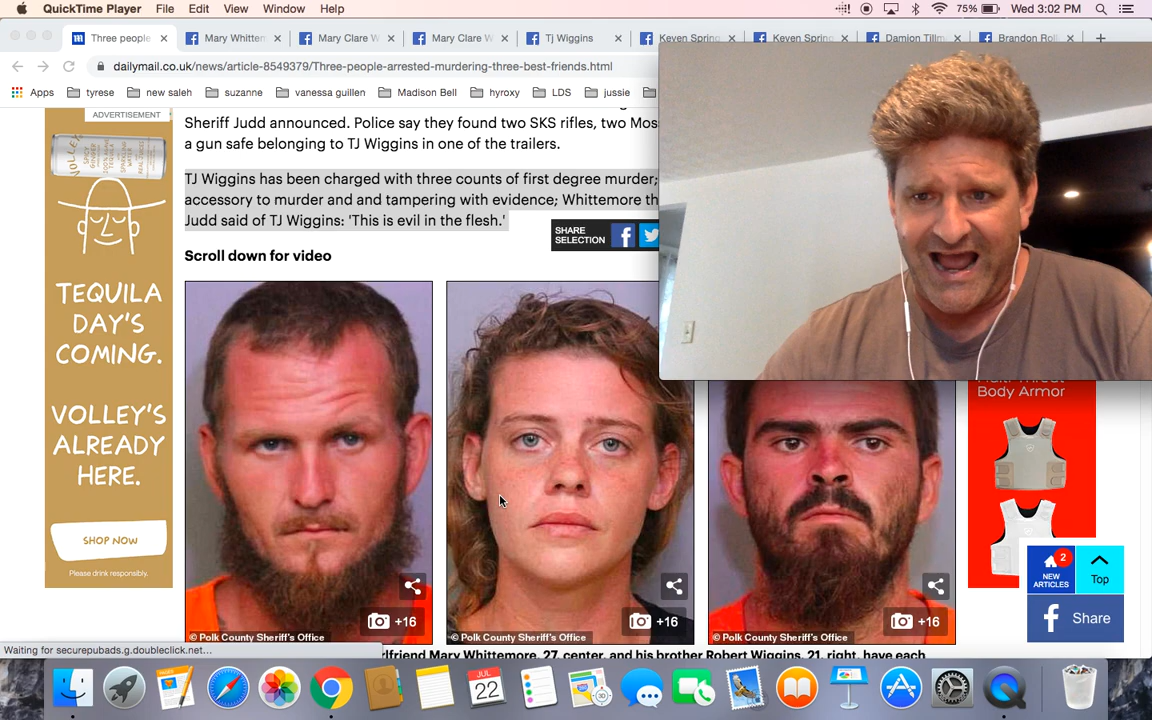 QuickTime Player File Edit View Window Help 75% Wed 3:02 PM
Three people Mary Whitten Mary Clare W Mary Clare W Tj Wiggins Keven Spring Keven Spring Damion Tillm Brandon Roll
dailymail.co.uk/news/article-8549379/Three-people-arrested-murdering-three-best-friends.html
Apps tyrese new saleh suzanne vanessa guillen Madison Bell hyroxy LDS jussie
ADVERTISEMENT
Sheriff Judd announced. Police say they found two SKS rifles, two Mos
a gun safe belonging to TJ Wiggins in one of the trailers.
TJ Wiggins has been charged with three counts of first degree murder;
accessory to murder and and tampering with evidence; Whittemore th
Judd said of TJ Wiggins: 'This is evil in the flesh.'
SHARE
SELECTION
Scroll down for video
VOLLEY
SPICY
GINGER
TEQUILA
DAY'S
COMING.
VOLLEY'S
ALREADY
HERE.
SHOP NOW
Please drink responsibly.
Body Armor
+16
+16
+16
© Polk County Sheriff's Office
© Polk County Sheriff's Office
© Polk County Sheriff's Office
2
NEW
ARTICLES
Top
Share
Waiting for securepubads.g.doubleclick.net...
rlfriend Mary Whittemore, 27, center, and his brother Robert Wiggins, 21, right, have each
JUL
22